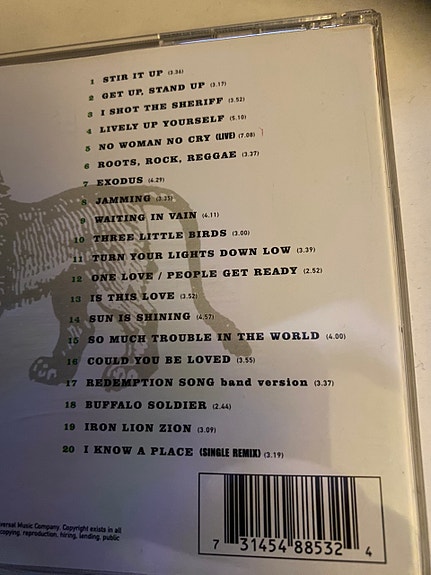 1 STIR IT UP (3.36)
2 GET UP, STAND UP (3.17)
3 I SHOT THE SHERIFF (3.52)
4 LIVELY UP YOURSELF (5.10)
5 NO WOMAN NO CRY (LIVE) (7.08)
6 ROOTS, ROCK, REGGAE (3.37)
7 EXODUS (4.29)
8 JAMMING (3.35)
9 WAITING IN VAIN (4.11)
10 THREE LITTLE BIRDS (3.00)
11 TURN YOUR LIGHTS DOWN LOW (3.39)
12 ONE LOVE / PEOPLE GET READY (2.52)
13 IS THIS LOVE (3.52)
14 SUN IS SHINING (4.57)
15 SO MUCH TROUBLE IN THE WORLD (4.00)
16 COULD YOU BE LOVED (3.55)
17 REDEMPTION SONG band version (3.37)
18 BUFFALO SOLDIER (2.44)
19 IRON LION ZION (3.09)
20 I KNOW A PLACE (SINGLE REMIX) (3.19)
Music Company. Copyright exists in all
copying, reproduction, hiring, lending, public
7 31454 88532 4